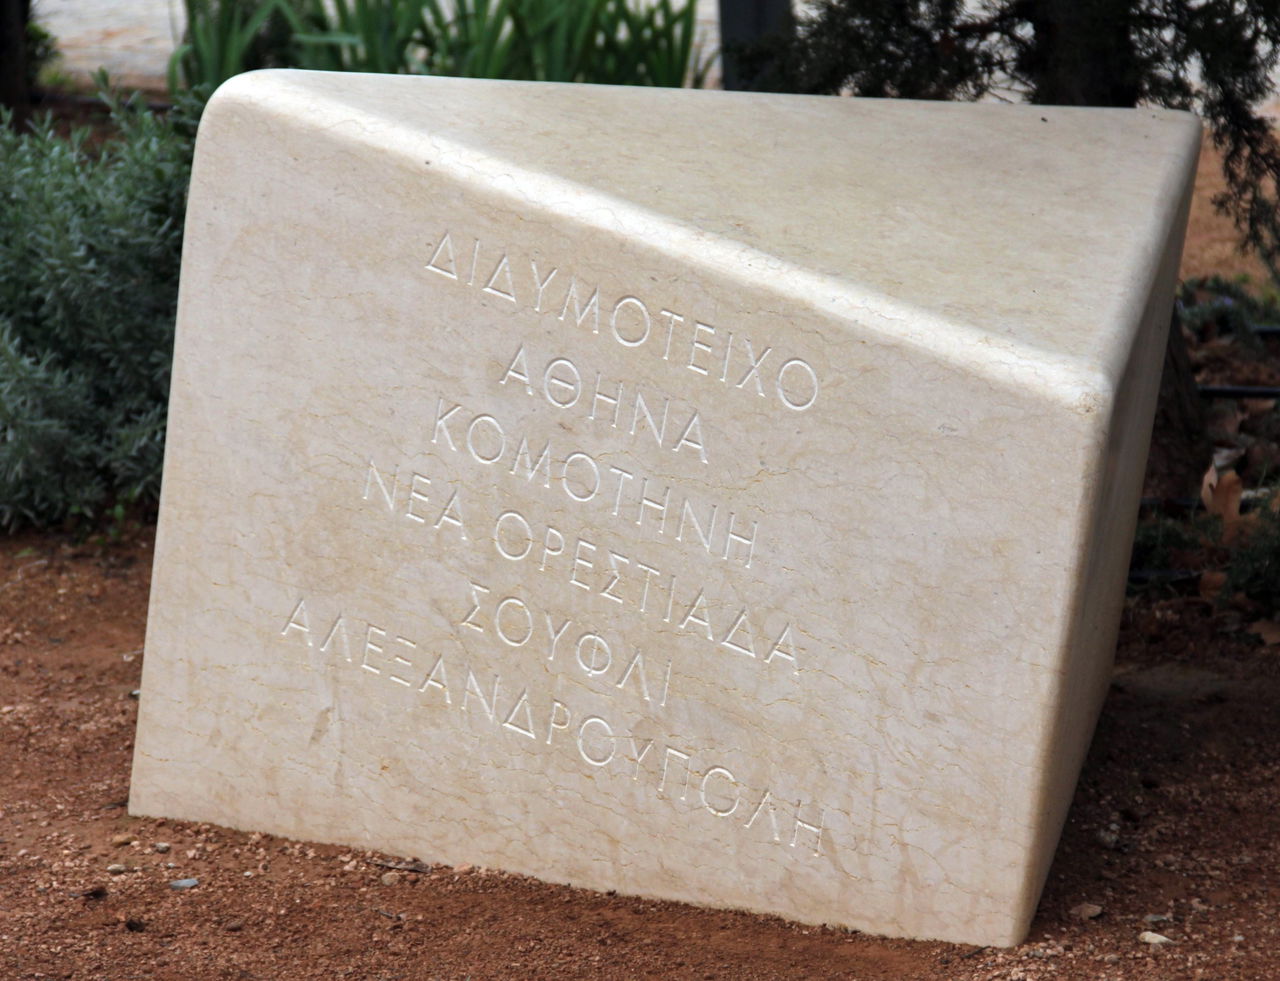 ΔΙΔΥΜΟΤΕΙΧΟ
ΑΘΗΝΑ
ΚΟΜΟΤΗΝΗ
ΝΕΑ ΟΡΕΣΤΙΑΔΑ
ΣΟΥΦΛΙ
ΑΛΕΞΑΝΔΡΟΥΠΟΛΗ